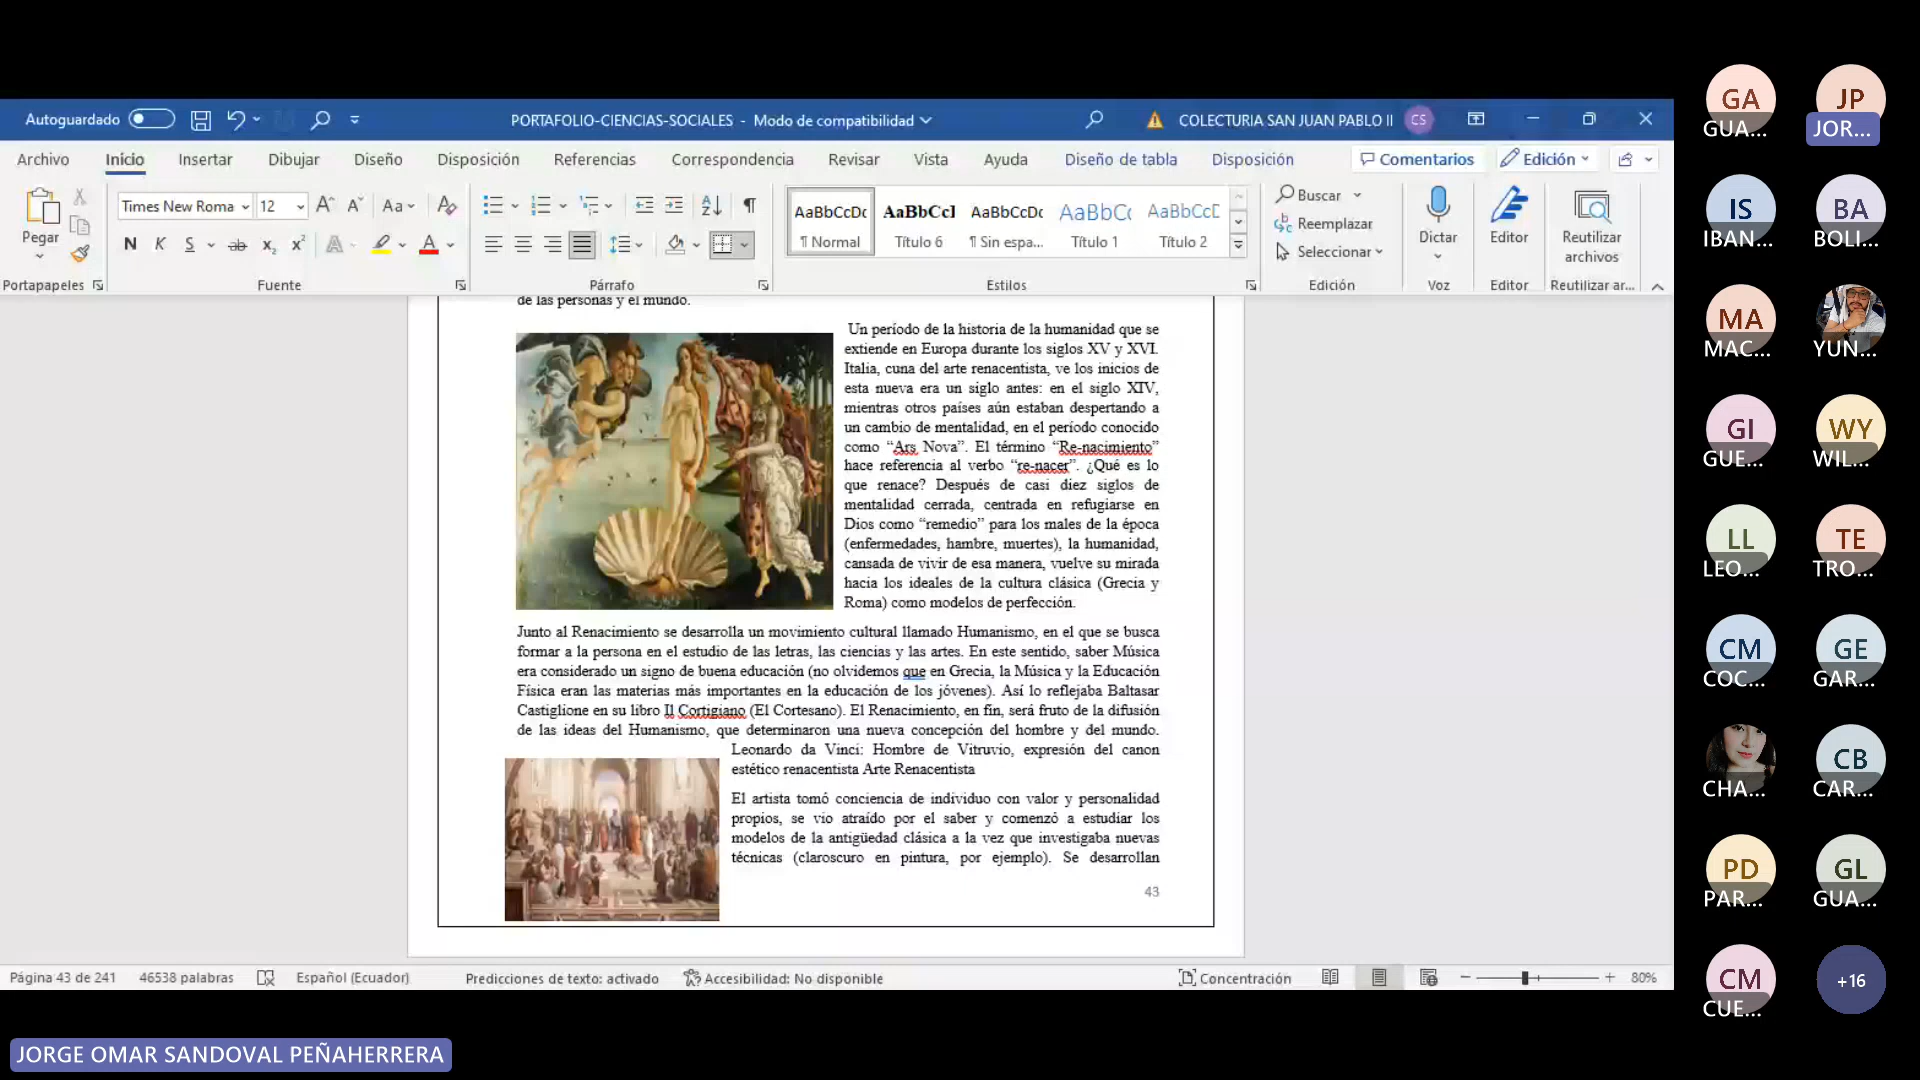 Autoguardado
PORTAFOLIO-CIENCIAS-SOCIALES - Modo de compatibilidad
COLECTURIA SAN JUAN PABLO II
CS
Archivo Inicio Insertar Dibujar Diseño Disposición Referencias Correspondencia Revisar Vista Ayuda Diseño de tabla Disposición
Comentarios
Edición
Pegar
Portapapeles
Times New Roma
12
Aa
N K S ab x₂ x²
Fuente
Párrafo
AaBbCcDc AaBbCcI AaBbCcDc AaBbCc AaBbCcD
¶ Normal Título 6 ¶ Sin espa... Título 1 Título 2
Estilos
Buscar
Reemplazar
Seleccionar
Edición
Dictar
Voz
Editor
Editor
Reutilizar
archivos
Reutilizar ar...
de las personas y el mundo.
Un período de la historia de la humanidad que se
extiende en Europa durante los siglos XV y XVI.
Italia, cuna del arte renacentista, ve los inicios de
esta nueva era un siglo antes: en el siglo XIV,
mientras otros países aún estaban despertando a
un cambio de mentalidad, en el período conocido
como “Ars Nova”. El término “Re-nacimiento”
hace referencia al verbo “re-nacer”. ¿Qué es lo
que renace? Después de casi diez siglos de
mentalidad cerrada, centrada en refugiarse en
Dios como “remedio” para los males de la época
(enfermedades, hambre, muertes), la humanidad,
cansada de vivir de esa manera, vuelve su mirada
hacia los ideales de la cultura clásica (Grecia y
Roma) como modelos de perfección.
Junto al Renacimiento se desarrolla un movimiento cultural llamado Humanismo, en el que se busca
formar a la persona en el estudio de las letras, las ciencias y las artes. En este sentido, saber Música
era considerado un signo de buena educación (no olvidemos que en Grecia, la Música y la Educación
Física eran las materias más importantes en la educación de los jóvenes). Así lo reflejaba Baltasar
Castiglione en su libro Il Cortigiano (El Cortesano). El Renacimiento, en fin, será fruto de la difusión
de las ideas del Humanismo, que determinaron una nueva concepción del hombre y del mundo.
Leonardo da Vinci: Hombre de Vitruvio, expresión del canon
estético renacentista Arte Renacentista
El artista tomó conciencia de individuo con valor y personalidad
propios, se vio atraído por el saber y comenzó a estudiar los
modelos de la antigüedad clásica a la vez que investigaba nuevas
técnicas (claroscuro en pintura, por ejemplo). Se desarrollan
43
Página 43 de 241
46538 palabras
Español (Ecuador)
Predicciones de texto: activado
Accesibilidad: No disponible
Concentración
80%
JORGE OMAR SANDOVAL PEÑAHERRERA
GA JP
GUA... JOR...
IS BA
IBAN... BOLI...
MA
MAC... YUN...
GI WY
GUE... WIL...
LL TE
LEO... TRO...
CM GE
COC... GAR...
CB
CHA... CAR...
PD GL
PAR... GUA...
CM +16
CUE...